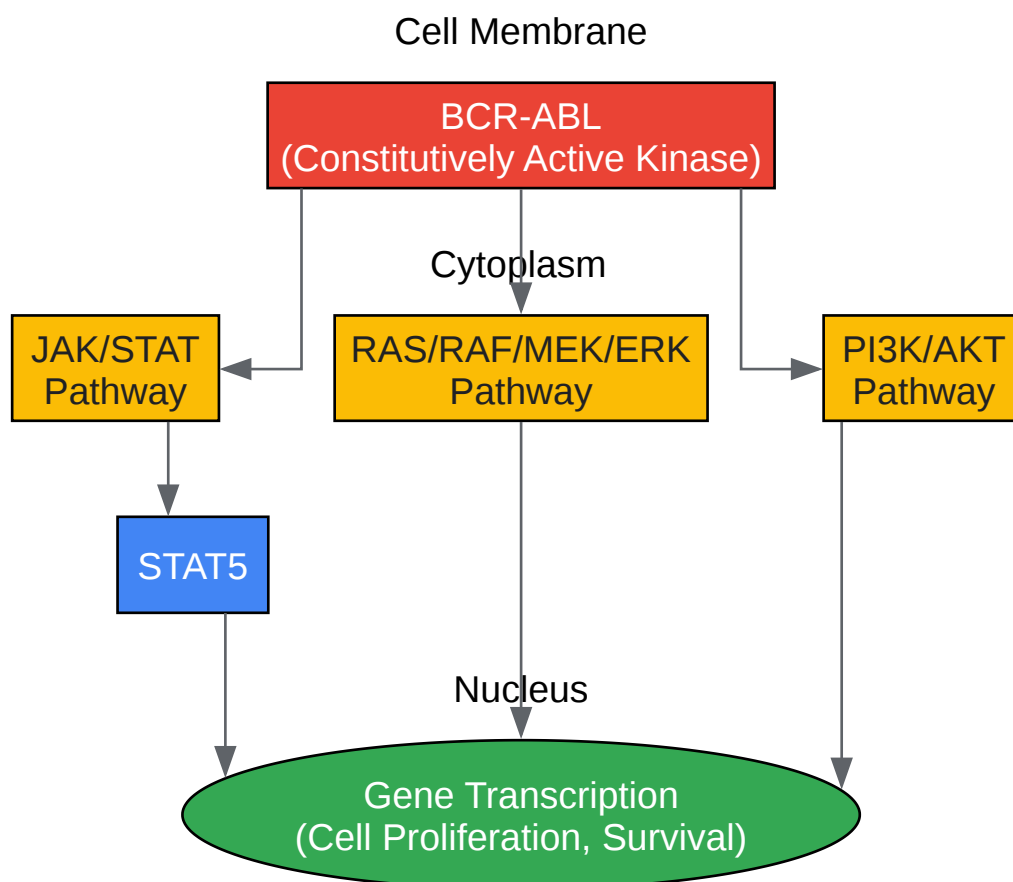 Cell Membrane
BCR-ABL
(Constitutively Active Kinase)
Cytoplasm
JAK/STAT
Pathway
RAS/RAF/MEK/ERK
Pathway
PI3K/AKT
Pathway
STAT5
Nucleus
Gene Transcription
(Cell Proliferation, Survival)